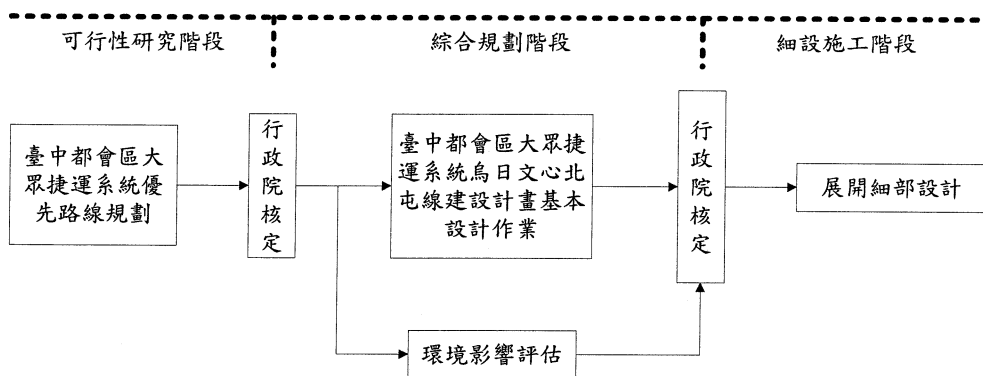 可行性研究階段
綜合規劃階段
細設施工階段
臺中都會區大
眾捷運系統優
先路線規劃
行政院核定
臺中都會區大眾捷
運系統烏日文心北
屯線建設計畫基本
設計作業
行政院核定
展開細部設計
環境影響評估